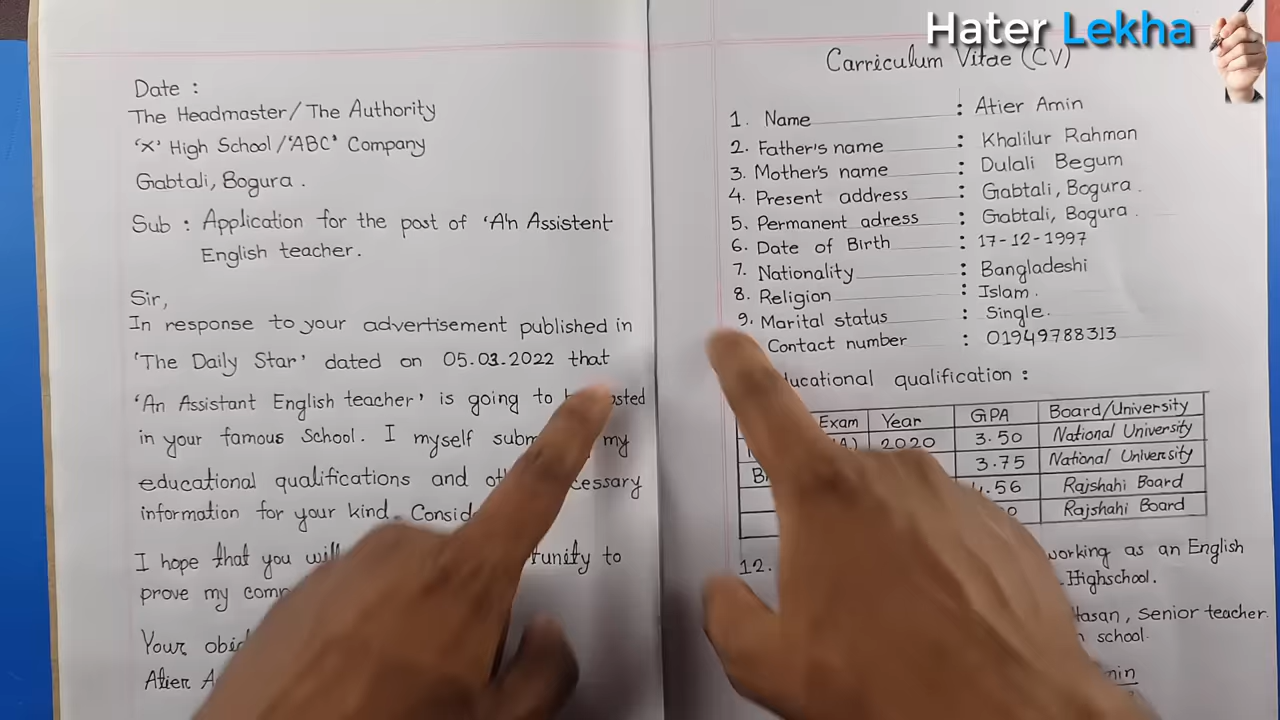 Hater Lekha
Date :
The Headmaster/The Authority
'X' High School/'ABC' Company
Gabtali, Bogura .
Sub : Application for the post of 'A'n Assistent
English teacher.
Sir,
In response to your advertisement published in
'The Daily Star' dated on 05.03.2022 that
'An Assistant English teacher' is going to
in your famous School. I myself my
educational qualifications and
information for your kind
I hope that you will to
prove my
Your
Atier
Carriculum Vitae (CV)
1. Name : Atier Amin
2. Father's name : Khalilur Rahman
3. Mother's name : Dulali Begum
4. Present address : Gabtali, Bogura .
5. Permanent adress : Gabtali, Bogura .
6. Date of Birth : 17-12-1997
7. Nationality : Bangladeshi
8. Religion : Islam.
9. Marital status : Single.
Contact number : 01949788313
qualification :
Exam Year GPA Board/University
2020 3.50 National University
3.75 National University
.56 Rajshahi Board
Rajshahi Board
12. working as an English
Highschool.
Hasan, Senior teacher.
school.